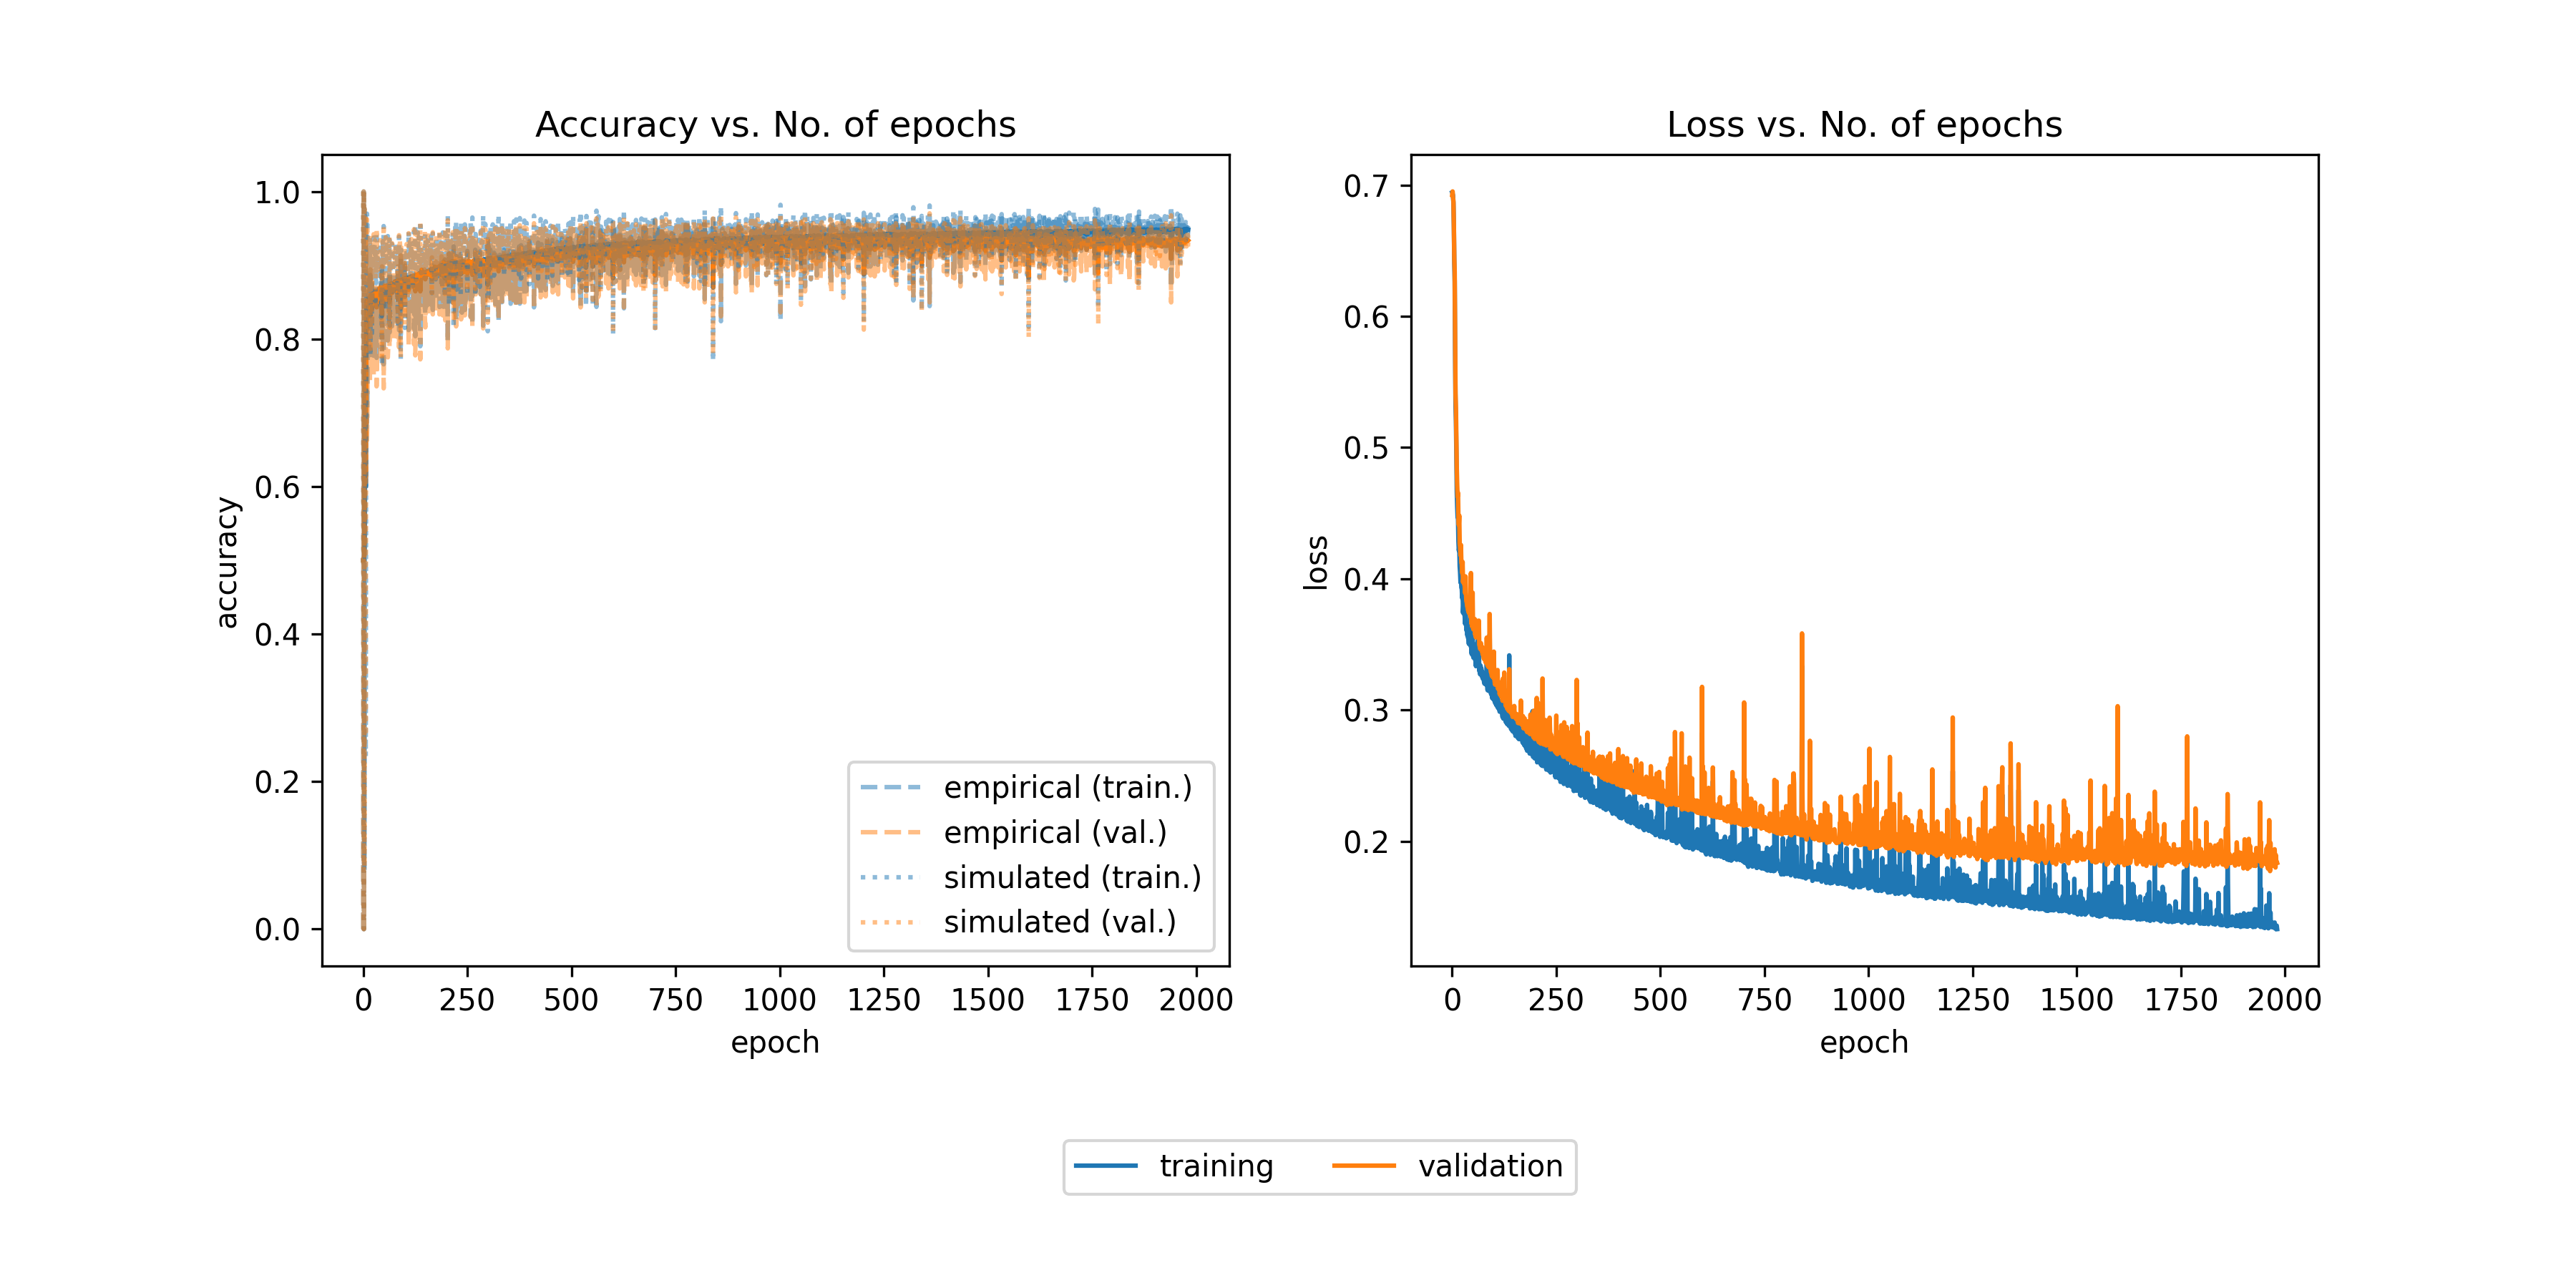 Accuracy vs. No. of epochs
1.0
0.8
0.6
0.4
0.2
0.0
accuracy
0 250 500 750 1000 1250 1500 1750 2000
epoch
empirical (train.)
empirical (val.)
simulated (train.)
simulated (val.)
Loss vs. No. of epochs
0.7
0.6
0.5
0.4
0.3
0.2
loss
0 250 500 750 1000 1250 1500 1750 2000
epoch
training validation